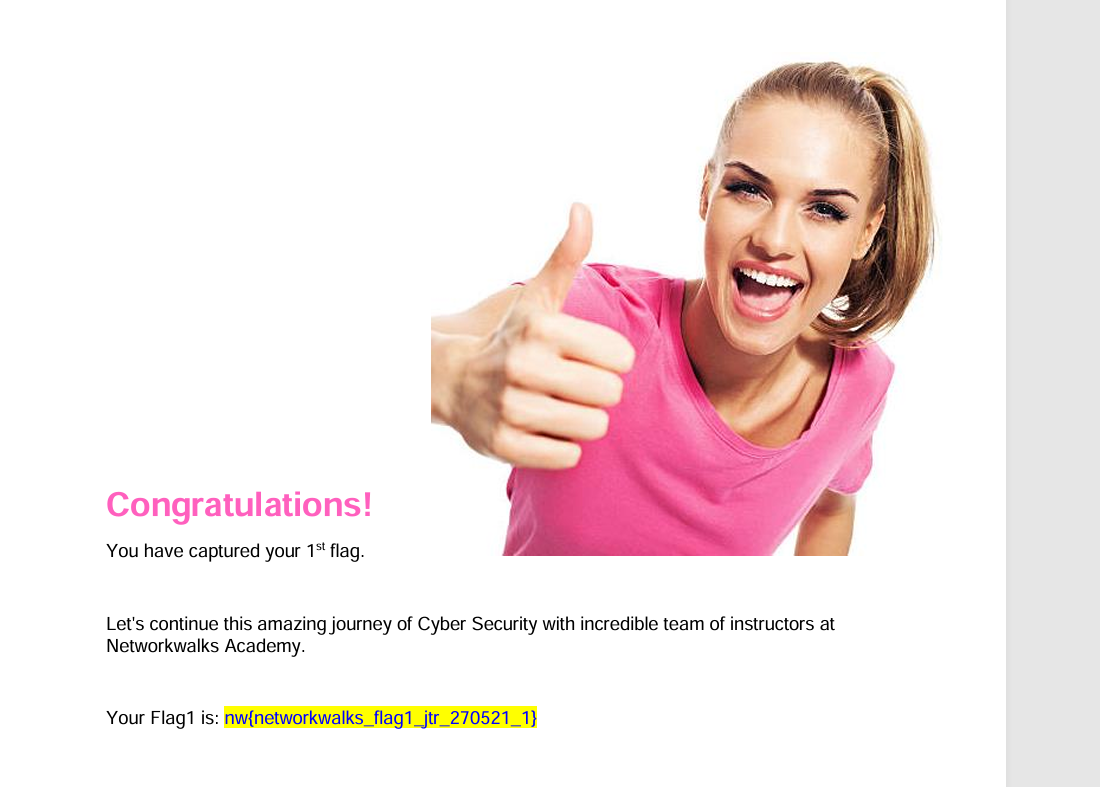 Congratulations!
You have captured your 1st flag.
Let's continue this amazing journey of Cyber Security with incredible team of instructors at
Networkwalks Academy.
Your Flag1 is: nw{networkwalks_flag1_jtr_270521_1}